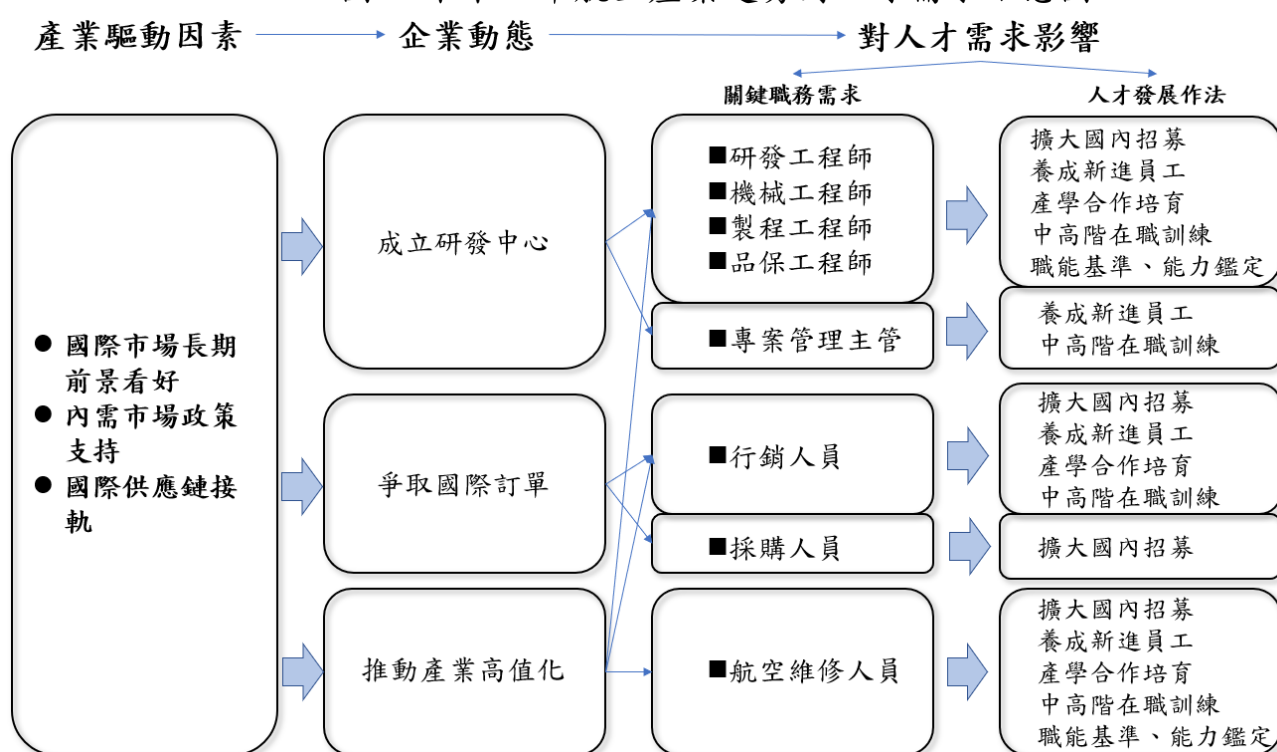 產業驅動因素
企業動態
對人才需求影響
關鍵職務需求
人才發展作法
● 國際市場長期
前景看好
● 內需市場政策
支持
● 國際供應鏈接
軌
成立研發中心
爭取國際訂單
推動產業高值化
■研發工程師
■機械工程師
■製程工程師
■品保工程師
擴大國內招募
養成新進員工
產學合作培育
中高階在職訓練
職能基準、能力鑑定
■專案管理主管
養成新進員工
中高階在職訓練
■行銷人員
擴大國內招募
養成新進員工
產學合作培育
中高階在職訓練
■採購人員
擴大國內招募
■航空維修人員
擴大國內招募
養成新進員工
產學合作培育
中高階在職訓練
職能基準、能力鑑定